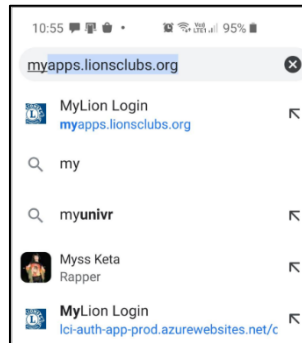 10:55 95%
myapps.lionsclubs.org
MyLion Login
myapps.lionsclubs.org
my
myunivr
Myss Keta
Rapper
MyLion Login
lci-auth-app-prod.azurewebsites.net/c